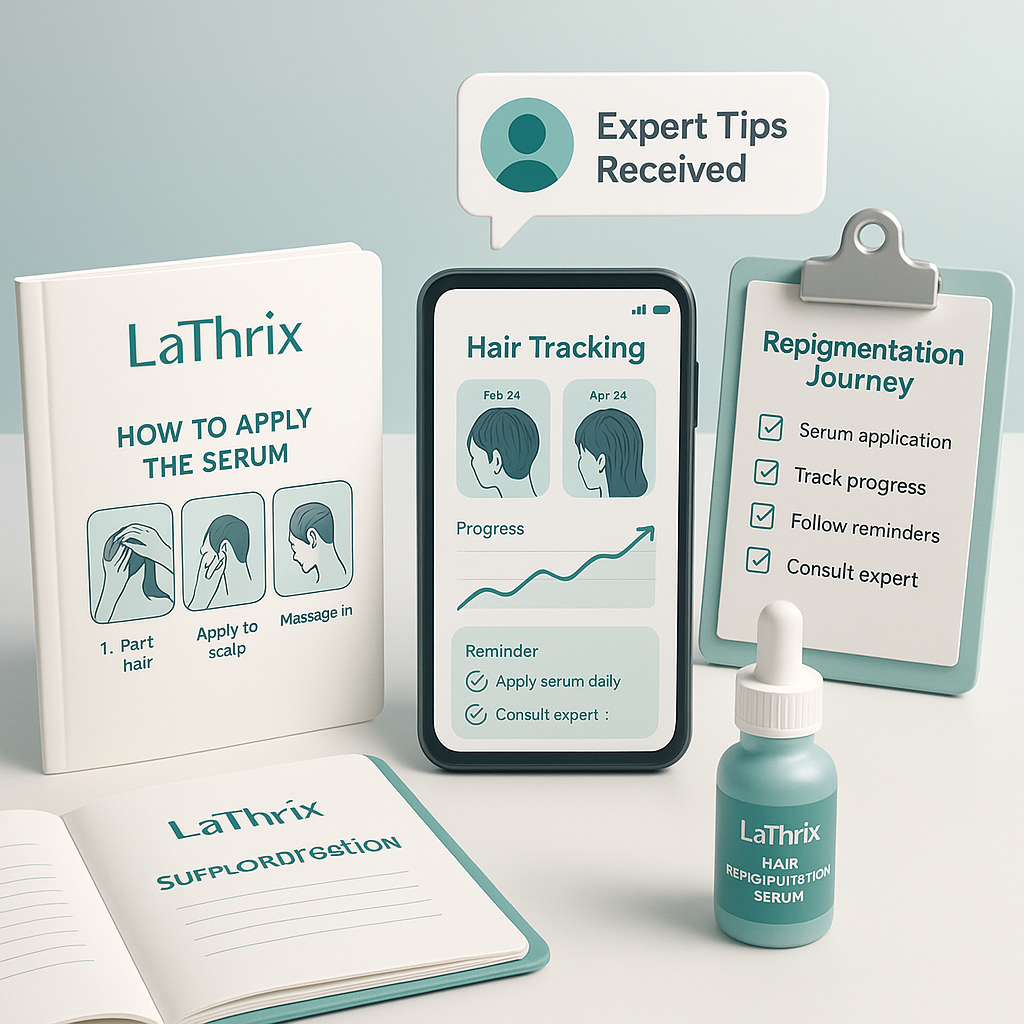 Expert Tips
Received
LaThrix
HOW TO APPLY
THE SERUM
1. Part
hair
Apply to
scalp
Massage in
Hair Tracking
Feb 24
Apr 24
Progress
Reminder
Apply serum daily
Consult expert :
Repigmentation
Journey
Serum application
Track progress
Follow reminders
Consult expert
LaThrix
LaThrix
HAIR
SERUM